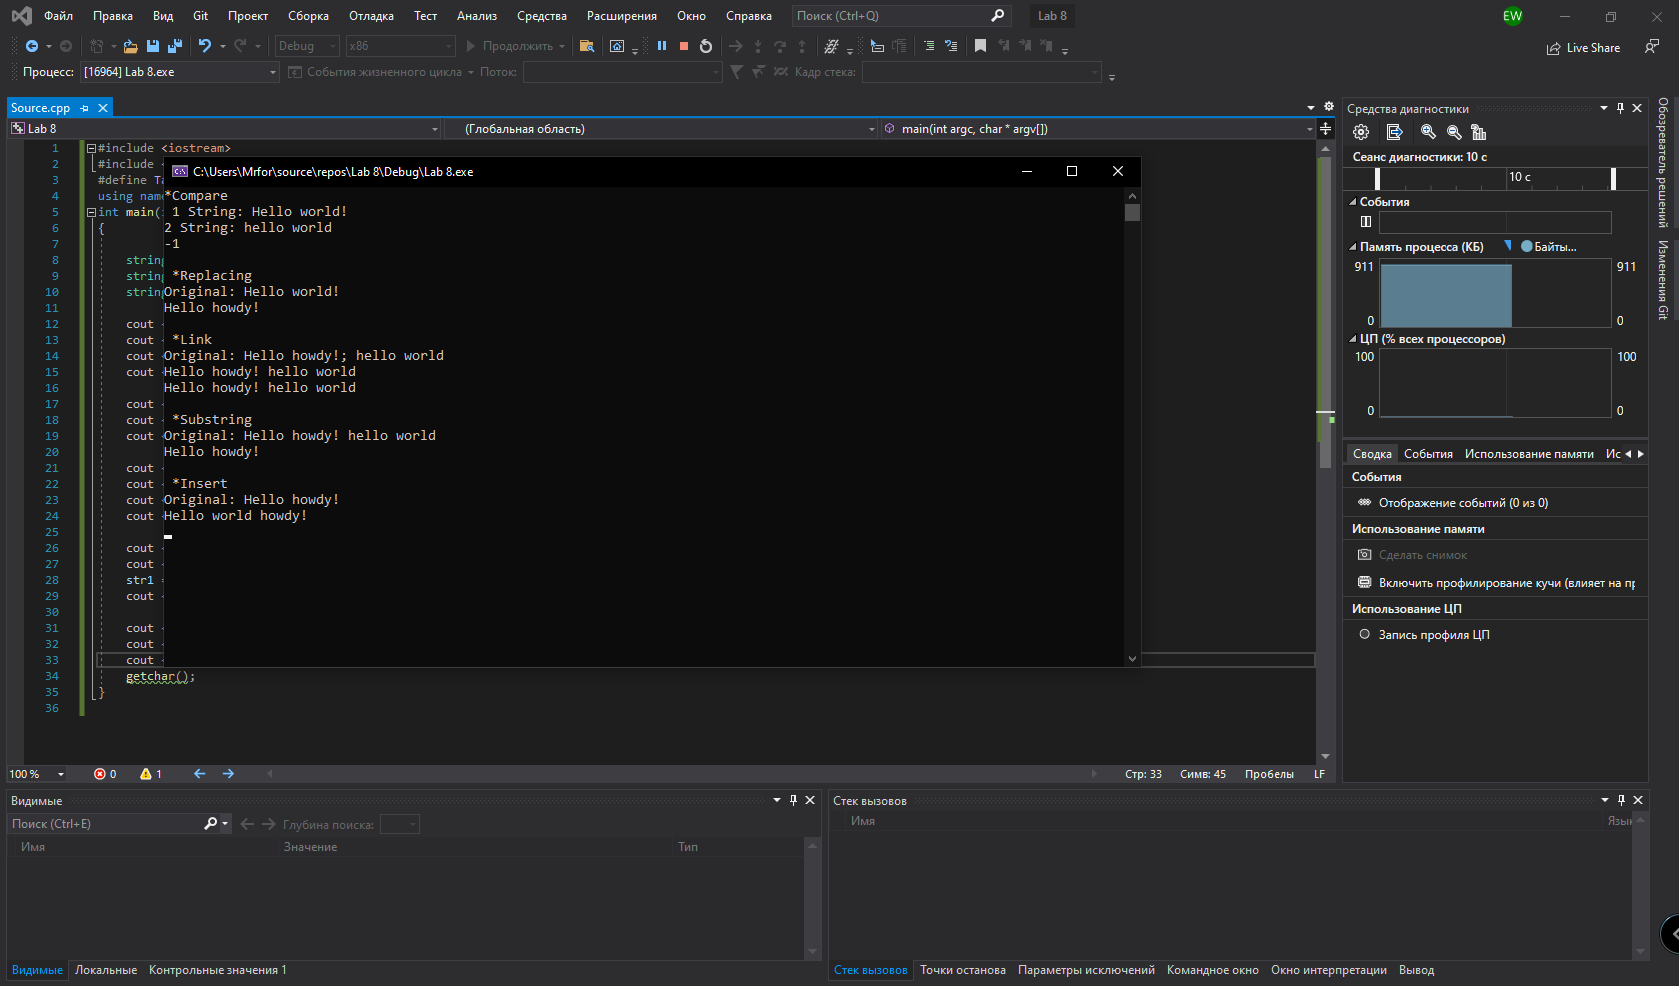 Файл Правка Вид Git Проект Сборка Отладка Тест Анализ Средства Расширения Окно Справка Поиск (Ctrl+Q) Lab 8 EW
Debug x86 Продолжить Live Share
Процесс: [16964] Lab 8.exe События жизненного цикла Поток: Кадр стека:
Source.cpp
Lab 8 (Глобальная область) main(int argc, char * argv[])
1 #include <iostream>
2 #include <
3 #define
4 using
5 int main(
6 {
7
8 string
9 string
10 string
11
12 cout
13 cout
14 cout
15 cout
16
17 cout
18 cout
19 cout
20
21 cout
22 cout
23 cout
24 cout
25
26 cout
27 cout
28 str1 =
29 cout
30
31 cout
32 cout
33 cout
34 getchar();
35 }
36
C:\Users\Mrfor\source\repos\Lab 8\Debug\Lab 8.exe
*Compare
1 String: Hello world!
2 String: hello world
-1
*Replacing
Original: Hello world!
Hello howdy!
*Link
Original: Hello howdy!; hello world
Hello howdy! hello world
Hello howdy! hello world
*Substring
Original: Hello howdy! hello world
Hello howdy!
*Insert
Original: Hello howdy!
Hello world howdy!
100 % 0 1 Стр: 33 Симв: 45 Пробелы LF
Средства диагностики
Сеанс диагностики: 10 с
10 с
События
Память процесса (КБ) Байты...
911 911
0 0
ЦП (% всех процессоров)
100 100
0 0
Сводка События Использование памяти Ис
События
Отображение событий (0 из 0)
Использование памяти
Сделать снимок
Включить профилирование кучи (влияет на пр
Использование ЦП
Запись профиля ЦП
Обозреватель решений
Изменения Git
Видимые
Поиск (Ctrl+E) Глубина поиска:
Имя Значение Тип
Видимые Локальные Контрольные значения 1
Стек вызовов
Имя Язык
Стек вызовов Точки останова Параметры исключений Командное окно Окно интерпретации Вывод